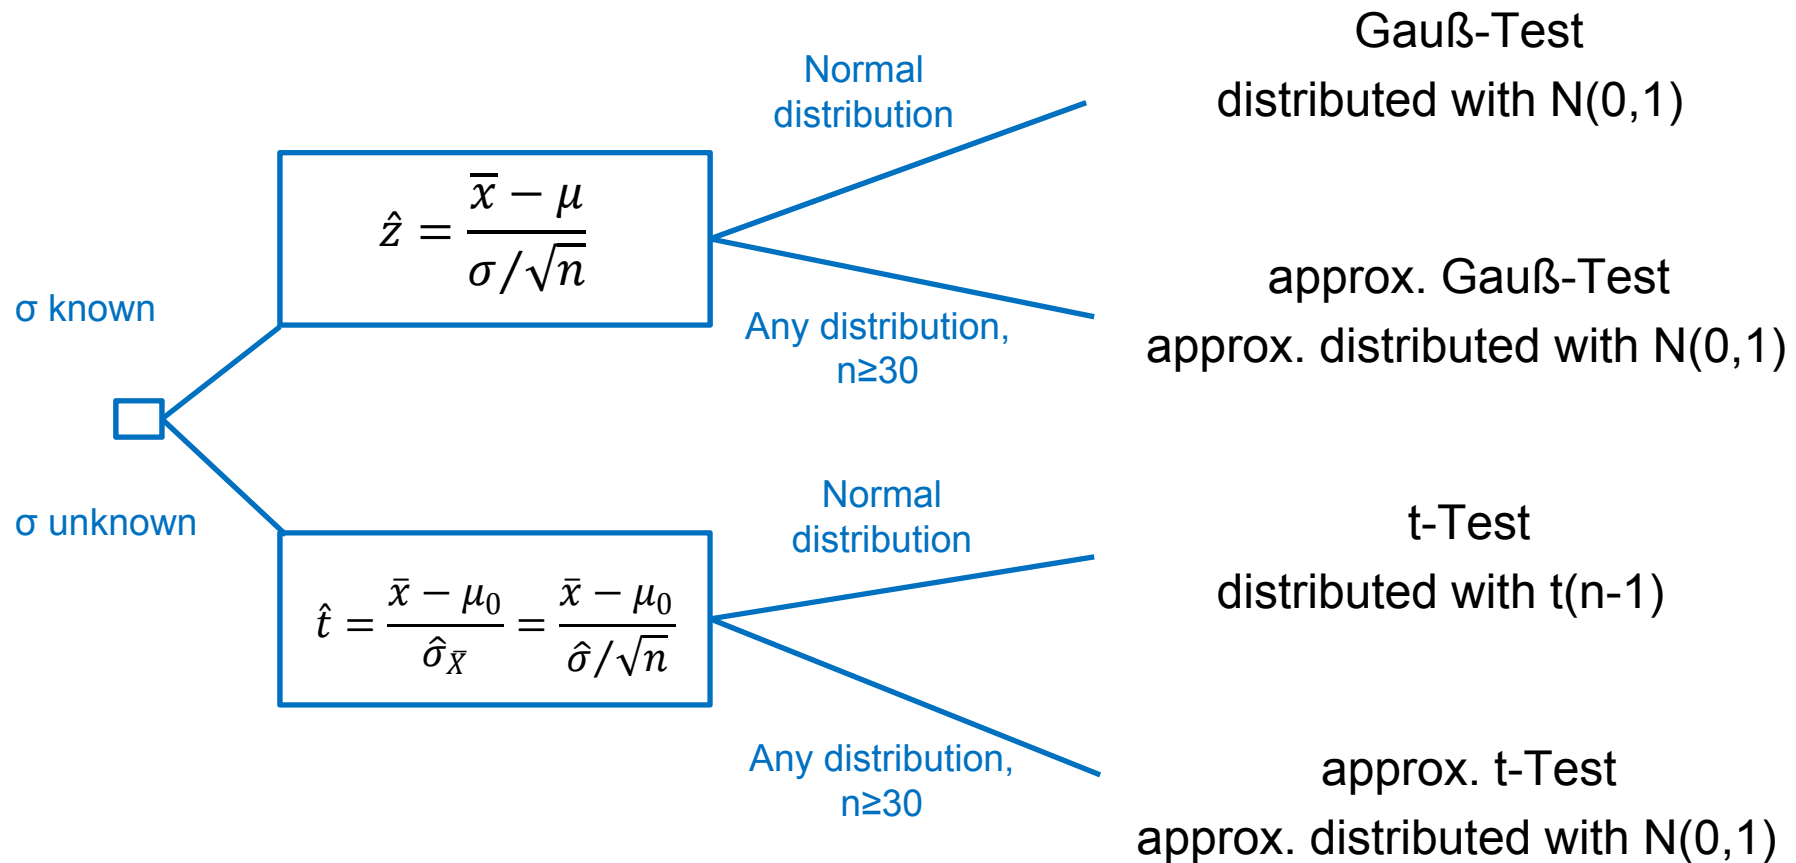 σ known
σ unknown
ẑ = (x̅ − μ) / (σ/√n)
t̂ = (x̄ − μ₀) / σ̂_X̄ = (x̄ − μ₀) / (σ̂/√n)
Normal
distribution
Any distribution,
n≥30
Normal
distribution
Any distribution,
n≥30
Gauß-Test
distributed with N(0,1)
approx. Gauß-Test
approx. distributed with N(0,1)
t-Test
distributed with t(n-1)
approx. t-Test
approx. distributed with N(0,1)